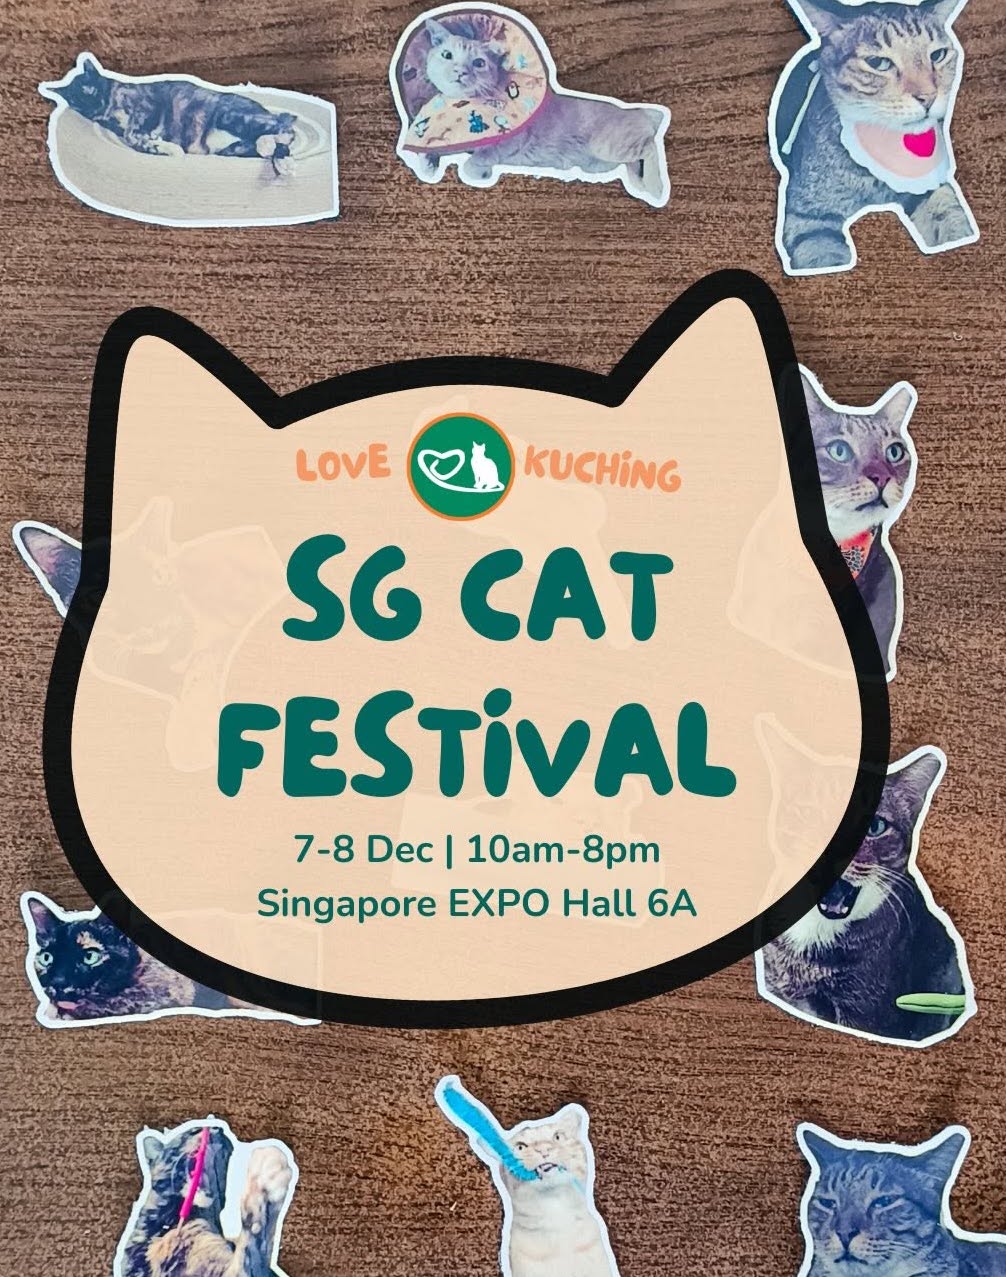 LOVE KUCHiNG
SG CAT
FESTiVAL
7-8 Dec | 10am-8pm
Singapore EXPO Hall 6A